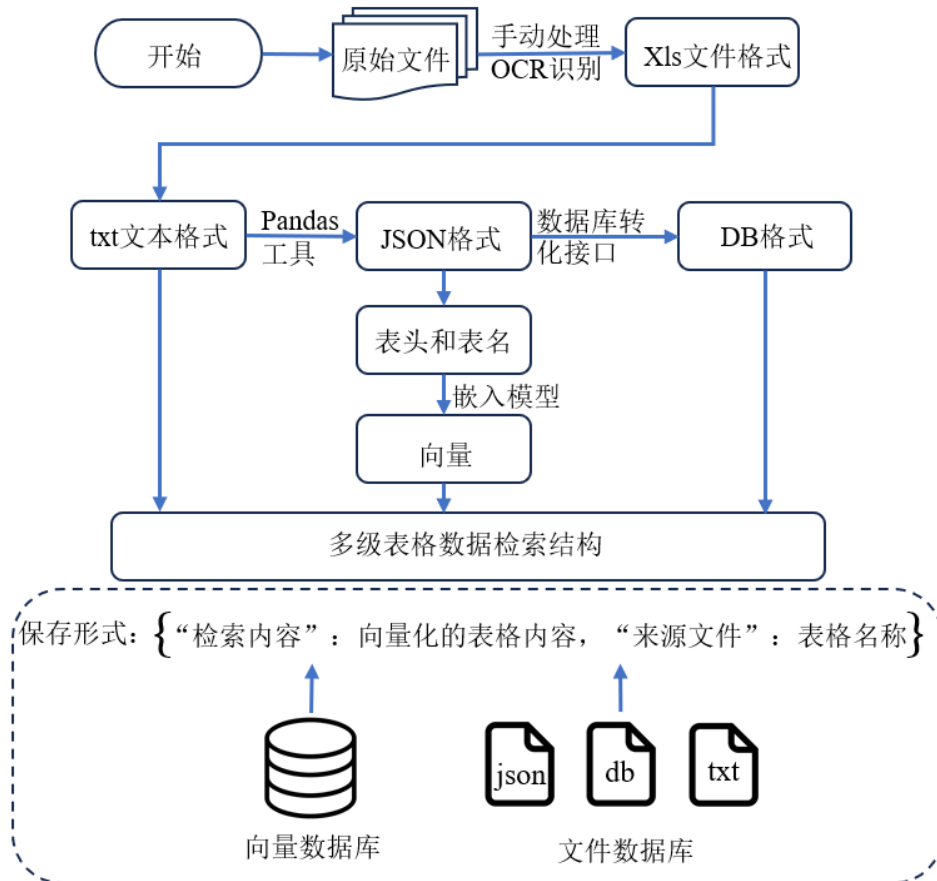 开始
原始文件
手动处理
OCR识别
Xls文件格式
txt文本格式
Pandas
工具
JSON格式
数据库转
化接口
DB格式
表头和表名
嵌入模型
向量
多级表格数据检索结构
保存形式：{“检索内容”：向量化的表格内容，“来源文件”：表格名称}
json
db
txt
向量数据库
文件数据库